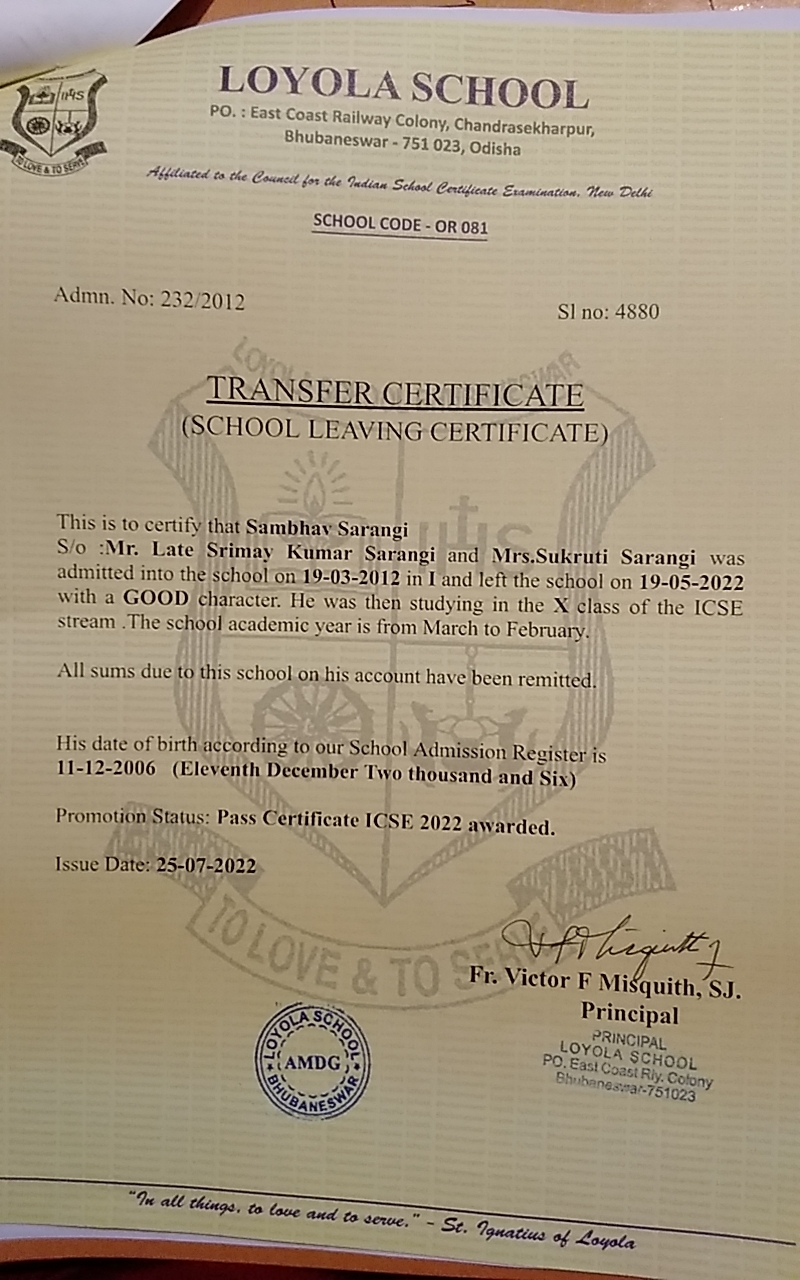 LOYOLA SCHOOL
PO. : East Coast Railway Colony, Chandrasekharpur,
Bhubaneswar - 751 023, Odisha
Affiliated to the Council for the Indian School Certificate Examination, New Delhi
SCHOOL CODE - OR 081
IHS
TO LOVE & TO SERVE
Admn. No: 232/2012
Sl no: 4880
TRANSFER CERTIFICATE
(SCHOOL LEAVING CERTIFICATE)
This is to certify that Sambhav Sarangi
S/o :Mr. Late Srimay Kumar Sarangi and Mrs.Sukruti Sarangi was
admitted into the school on 19-03-2012 in I and left the school on 19-05-2022
with a GOOD character. He was then studying in the X class of the ICSE
stream .The school academic year is from March to February.
All sums due to this school on his account have been remitted.
His date of birth according to our School Admission Register is
11-12-2006 (Eleventh December Two thousand and Six)
Promotion Status: Pass Certificate ICSE 2022 awarded.
Issue Date: 25-07-2022
TO LOVE & TO SERVE
Fr. Victor F Misquith, SJ.
Principal
LOYOLA SCHOOL
AMDG
BHUBANESWAR
PRINCIPAL
LOYOLA SCHOOL
PO. East Coast Rly. Colony
Bhubaneswar-751023
"In all things, to love and to serve." - St. Ignatius of Loyola